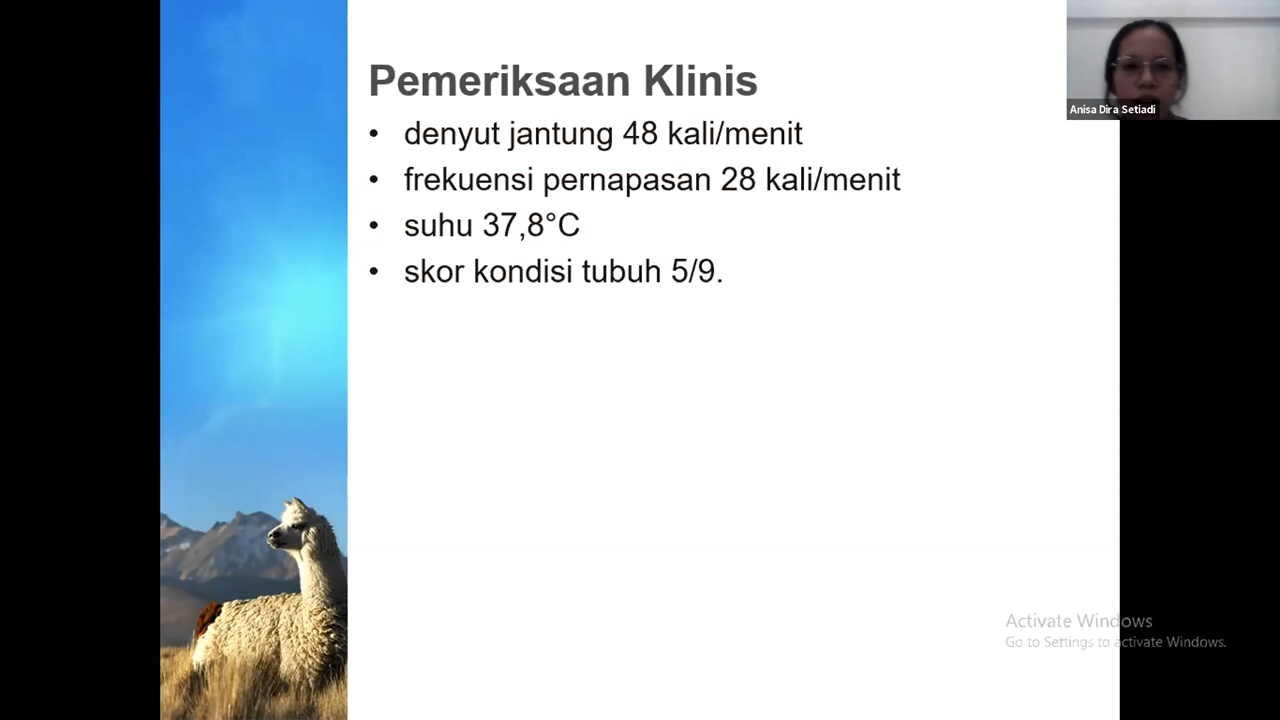 Pemeriksaan Klinis
• denyut jantung 48 kali/menit
• frekuensi pernapasan 28 kali/menit
• suhu 37,8°C
• skor kondisi tubuh 5/9.
Anisa Dira Setiadi
Activate Windows
Go to Settings to activate Windows.